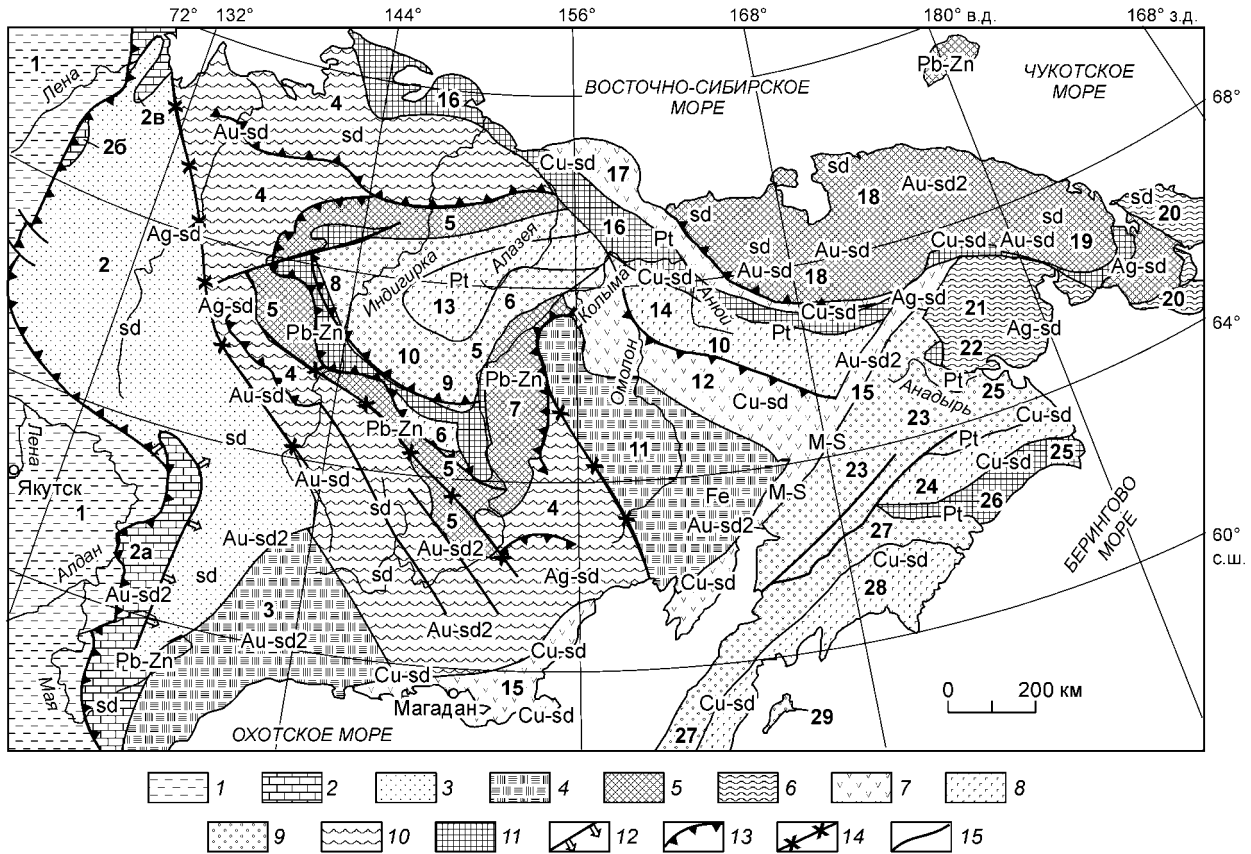 72° 132° 144° 156° 168° 180° в.д. 168° з.д.
Pb-Zn
ЧУКОТСКОЕ
МОРЕ
ВОСТОЧНО-СИБИРСКОЕ
МОРЕ
68°
1
Лена
2б
2в
4
16
sd
Au-sd
Cu-sd
17
sd
18
Au-sd2
sd
20
4
5
16
Pt
sd
Au-sd
sd
19
Cu-sd
Au-sd
2
Ag-sd
8
Индигирка
Алазея
Pt
13
6
Колыма
Cu-sd
14
Анюй
Au-sd
18
Cu-sd
Pt
Ag-sd
21
Ag-sd
20
64°
sd
Ag-sd
5
Pb-Zn
10
5
9
10
22
Ag-sd
4
Au-sd
Pb-Zn
7
Омолон
12
Cu-sd
Au-sd2
15
Анадырь
Pt
25
23
Cu-sd
Лена
Якутск
sd
Pb-Zn
6
5
11
M-S
23
Pt
Cu-sd
25
1
Au-sd
sd
5
4
Fe
M-S
24
26
Алдан
2а
Au-sd2
sd
Au-sd2
Au-sd2
Au-sd2
Pt
27
БЕРИНГОВО
МОРЕ
60°
с.ш.
3
sd
Ag-sd
Cu-sd
Cu-sd
28
Pb-Zn
Au-sd2
Cu-sd
Мая
sd
Cu-sd
15
Магадан
Cu-sd
Cu-sd
27
29
0 200 км
ОХОТСКОЕ МОРЕ
1 2 3 4 5 6 7 8
9 10 11 12 13 14 15